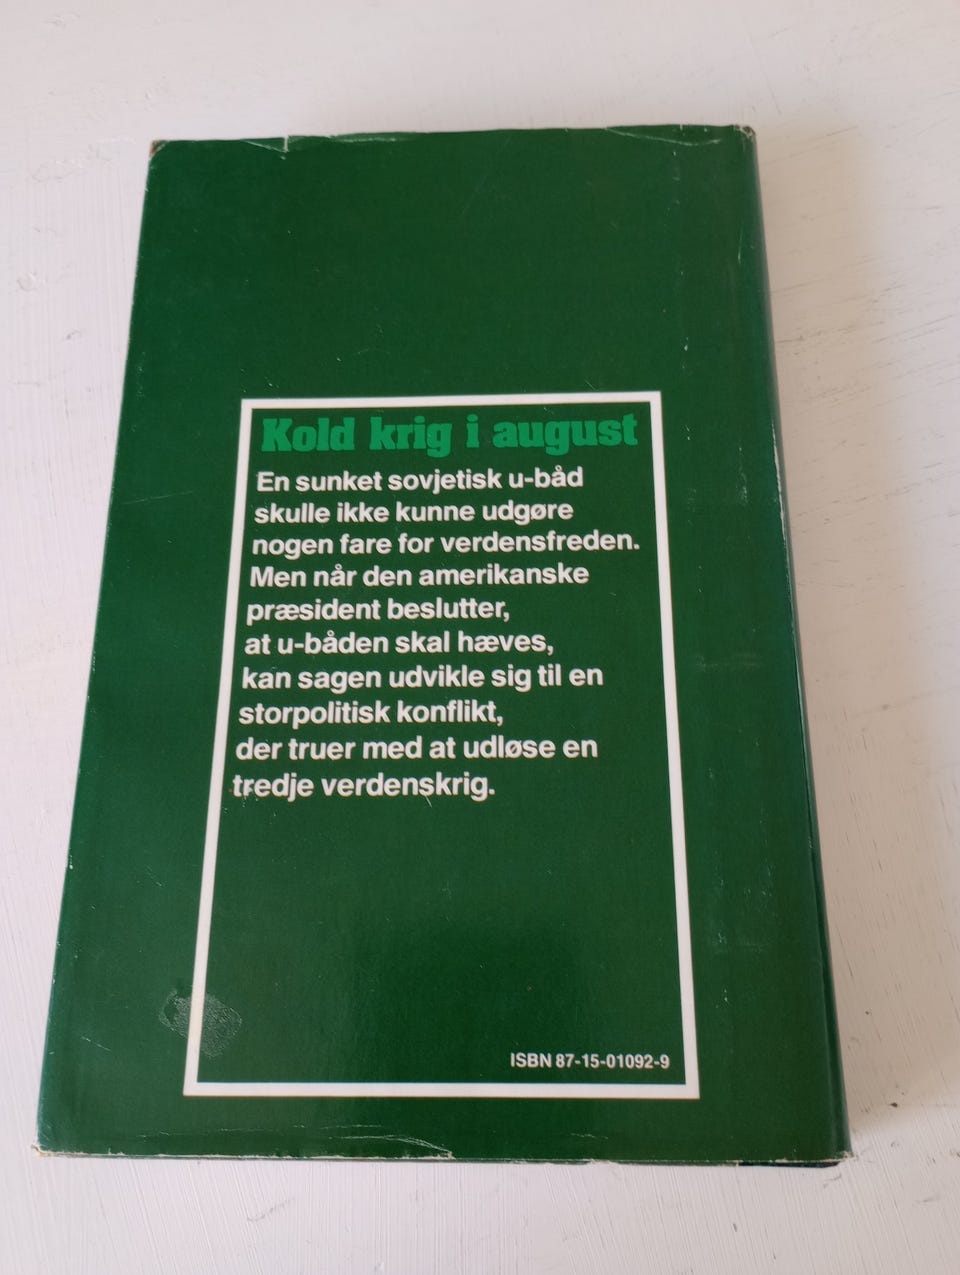 Kold krig i august
En sunket sovjetisk u-båd
skulle ikke kunne udgøre
nogen fare for verdensfreden.
Men når den amerikanske
præsident beslutter,
at u-båden skal hæves,
kan sagen udvikle sig til en
storpolitisk konflikt,
der truer med at udløse en
tredje verdenskrig.
ISBN 87-15-01092-9